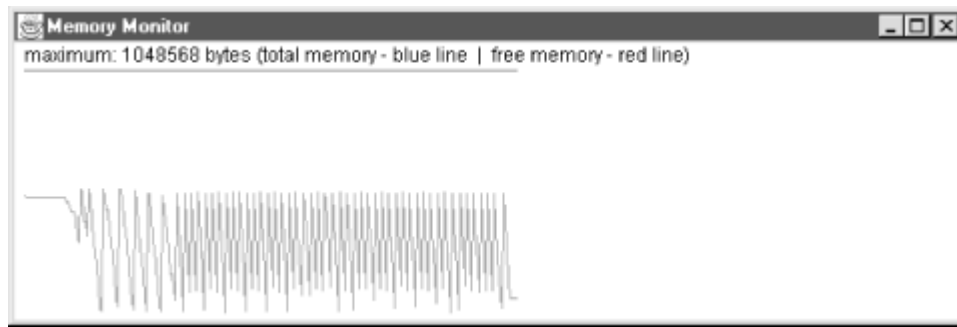 Memory Monitor
maximum: 1048568 bytes (total memory - blue line | free memory - red line)